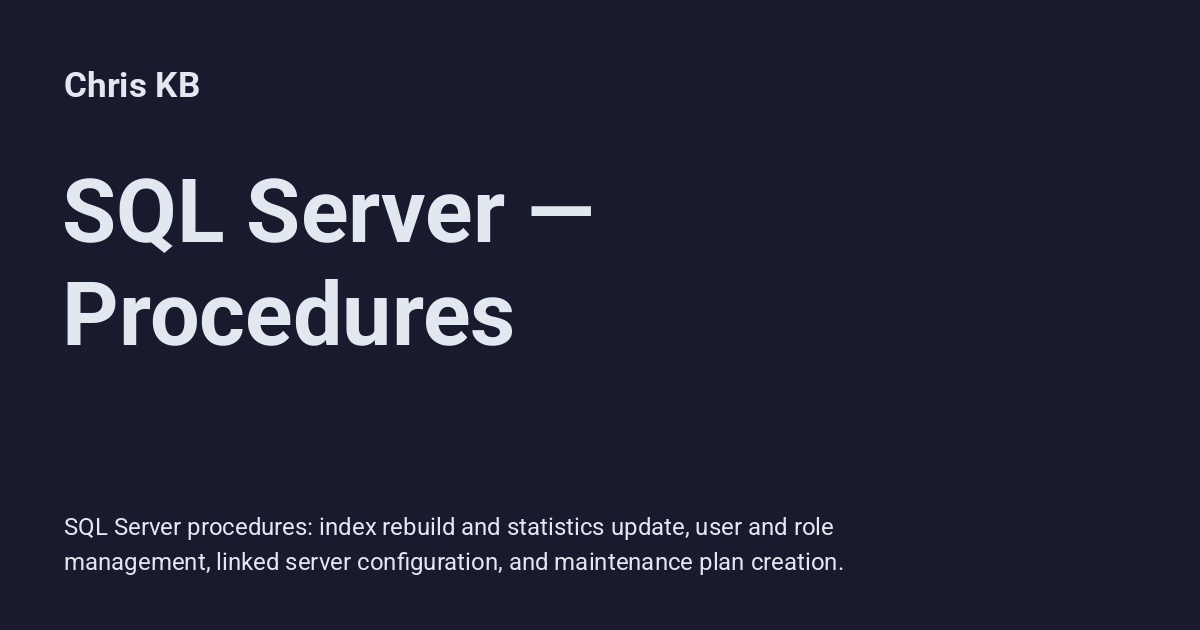 Chris KB
SQL Server —
Procedures
SQL Server procedures: index rebuild and statistics update, user and role
management, linked server configuration, and maintenance plan creation.